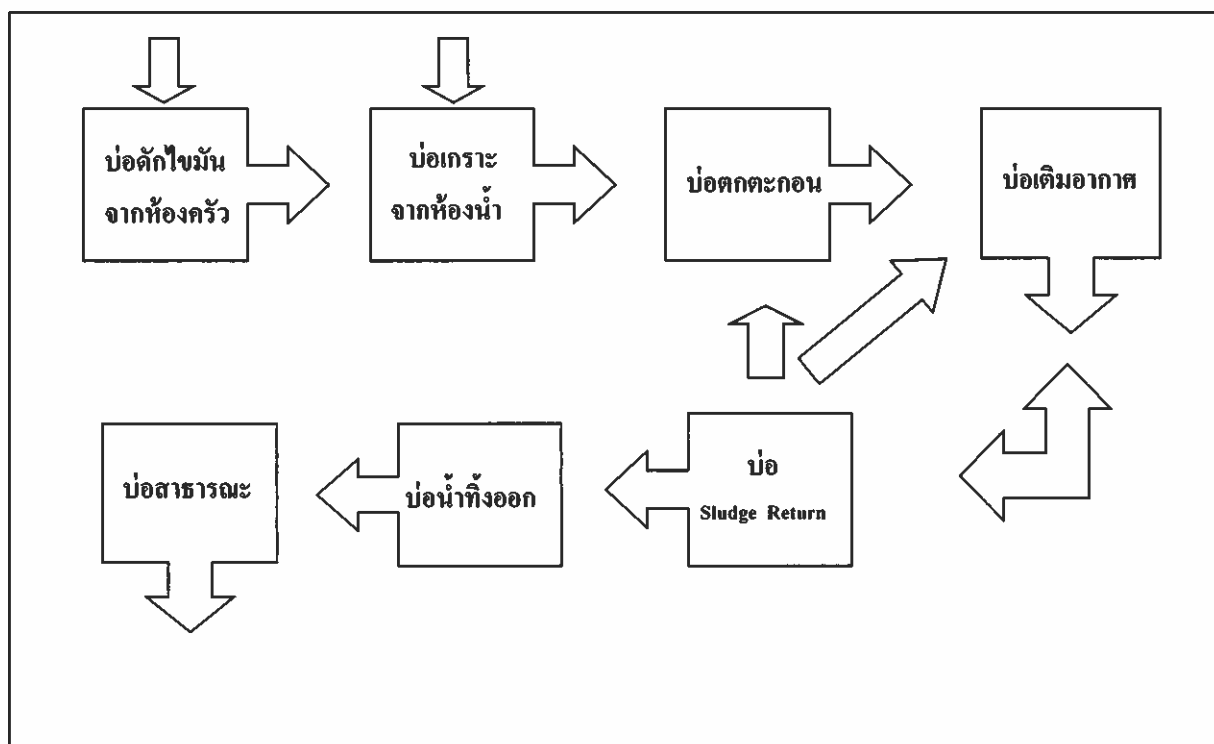 บ่อดักไขมัน
จากห้องครัว
บ่อเกราะ
จากห้องน้ำ
บ่อตกตะกอน
บ่อเติมอากาศ
บ่อสาธารณะ
บ่อน้ำทิ้งออก
บ่อ
Sludge Return